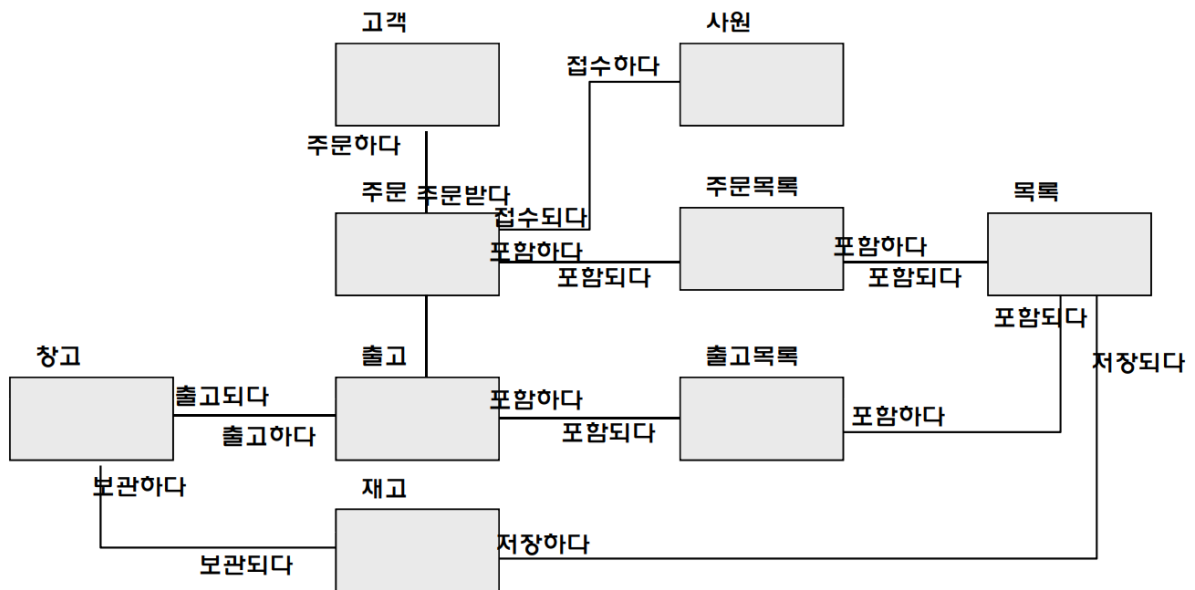 고객
사원
접수하다
주문하다
주문
주문받다
주문목록
목록
접수되다
포함하다
포함되다
포함하다
포함되다
포함되다
창고
출고
출고목록
저장되다
출고되다
출고하다
포함하다
포함되다
포함하다
보관하다
재고
저장하다
보관되다